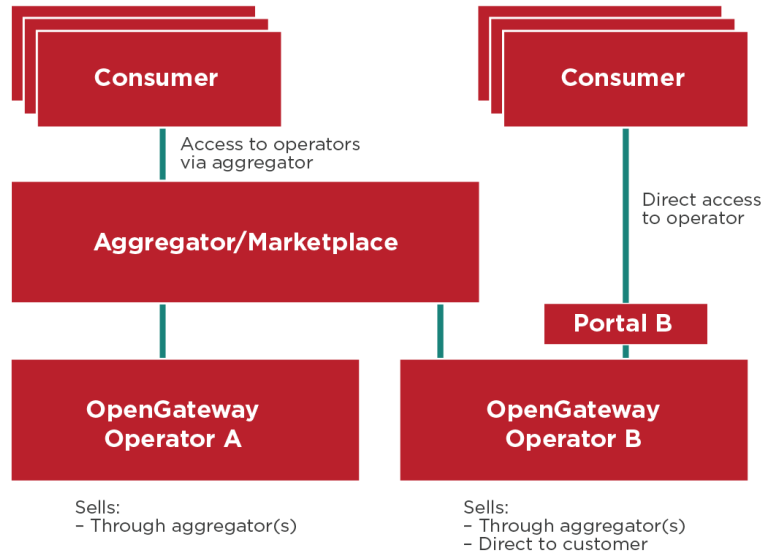 Consumer
Consumer
Access to operators
via aggregator
Direct access
to operator
Aggregator/Marketplace
Portal B
OpenGateway
Operator A
OpenGateway
Operator B
Sells:
– Through aggregator(s)
Sells:
– Through aggregator(s)
– Direct to customer